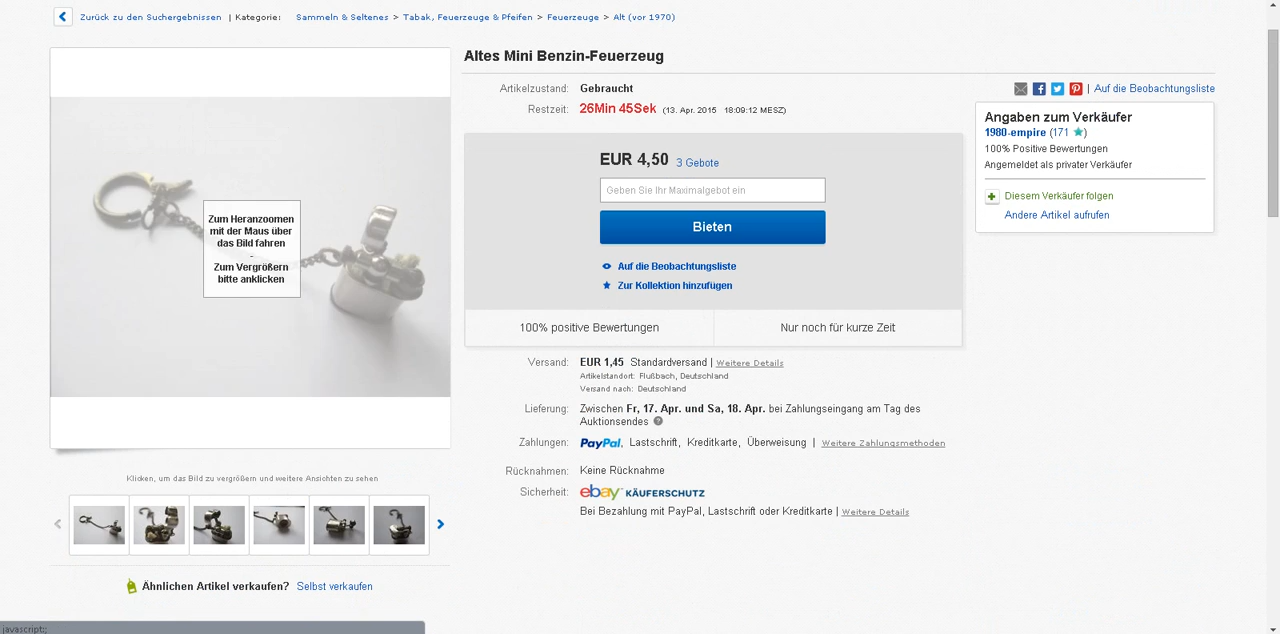 Zurück zu den Suchergebnissen | Kategorie: Sammeln & Seltenes > Tabak, Feuerzeuge & Pfeifen > Feuerzeuge > Alt (vor 1970)
Altes Mini Benzin-Feuerzeug
Artikelzustand: Gebraucht
Restzeit: 26Min 45Sek (13. Apr. 2015 18:09:12 MESZ)
EUR 4,50 3 Gebote
Geben Sie Ihr Maximalgebot ein
Bieten
Auf die Beobachtungsliste
Zur Kollektion hinzufügen
100% positive Bewertungen
Nur noch für kurze Zeit
| Auf die Beobachtungsliste
Angaben zum Verkäufer
1980-empire (171)
100% Positive Bewertungen
Angemeldet als privater Verkäufer
Diesem Verkäufer folgen
Andere Artikel aufrufen
Zum Heranzoomen
mit der Maus über
das Bild fahren
-
Zum Vergrößern
bitte anklicken
Versand: EUR 1,45 Standardversand | Weitere Details
Artikelstandort: Flußbach, Deutschland
Versand nach: Deutschland
Lieferung: Zwischen Fr, 17. Apr. und Sa, 18. Apr. bei Zahlungseingang am Tag des
Auktionsendes
Zahlungen: PayPal, Lastschrift, Kreditkarte, Überweisung | Weitere Zahlungsmethoden
Rücknahmen: Keine Rücknahme
Sicherheit: ebay KÄUFERSCHUTZ
Bei Bezahlung mit PayPal, Lastschrift oder Kreditkarte | Weitere Details
Klicken, um das Bild zu vergrößern und weitere Ansichten zu sehen
Ähnlichen Artikel verkaufen? Selbst verkaufen
javascript:;